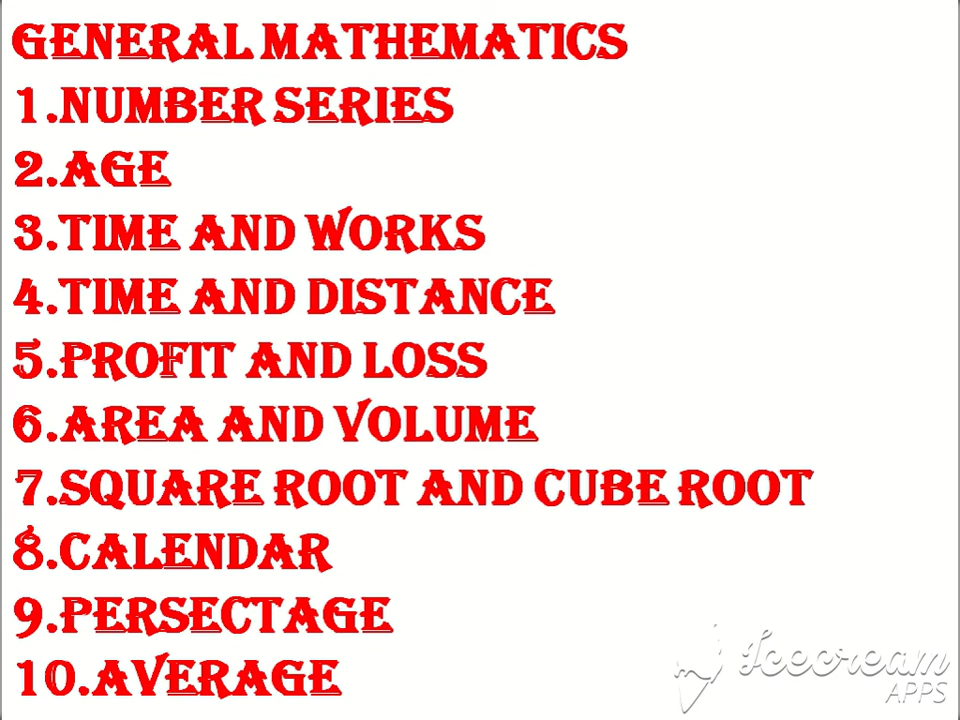 GENERAL MATHEMATICS
1.NUMBER SERIES
2.AGE
3.TIME AND WORKS
4.TIME AND DISTANCE
5.PROFIT AND LOSS
6.AREA AND VOLUME
7.SQUARE ROOT AND CUBE ROOT
8.CALENDAR
9.PERSECTAGE
10.AVERAGE
Icecream
APPS